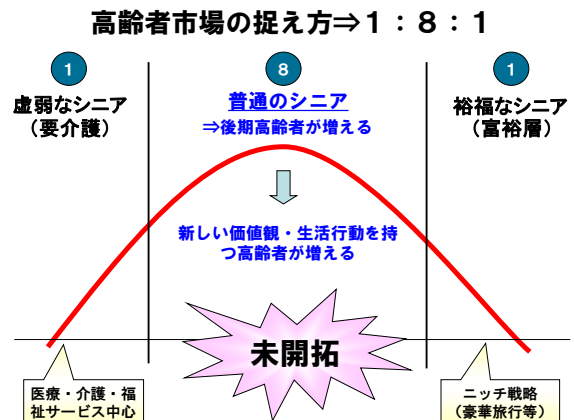 高齢者市場の捉え方⇒１：８：１
1
8
1
虚弱なシニア
（要介護）
普通のシニア
⇒後期高齢者が増える
裕福なシニア
（富裕層）
新しい価値観・生活行動を持
つ高齢者が増える
未開拓
医療・介護・福
祉サービス中心
ニッチ戦略
（豪華旅行等）